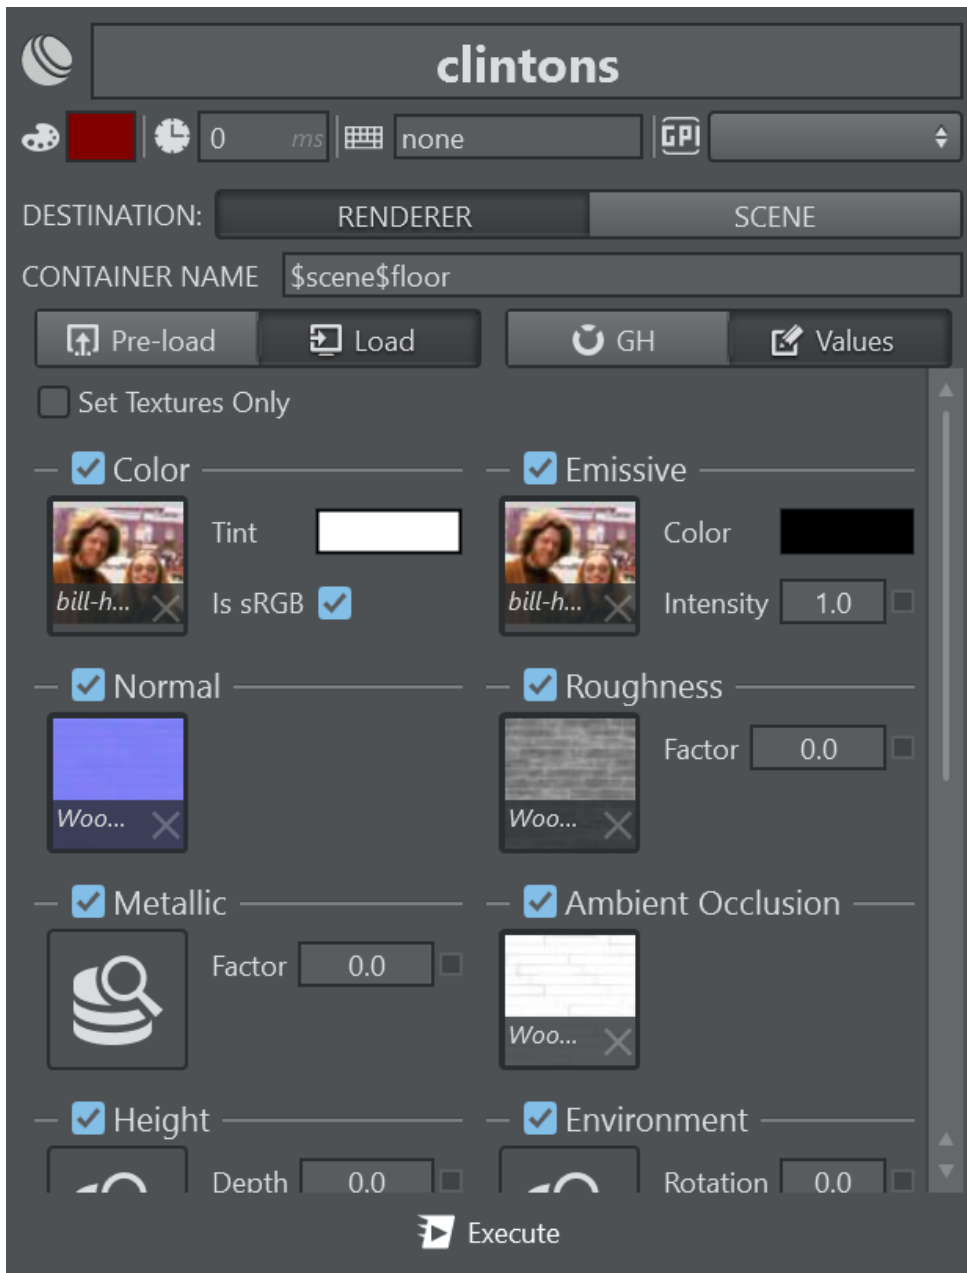 clintons
0 ms none GPI
DESTINATION: RENDERER SCENE
CONTAINER NAME $scene$floor
Pre-load Load GH Values
Set Textures Only
Color Emissive
Tint Color
bill-h... Is sRGB bill-h... Intensity 1.0
Normal Roughness
Factor 0.0
Woo... Woo...
Metallic Ambient Occlusion
Factor 0.0
Woo...
Height Environment
Depth 0.0 Rotation 0.0
Execute